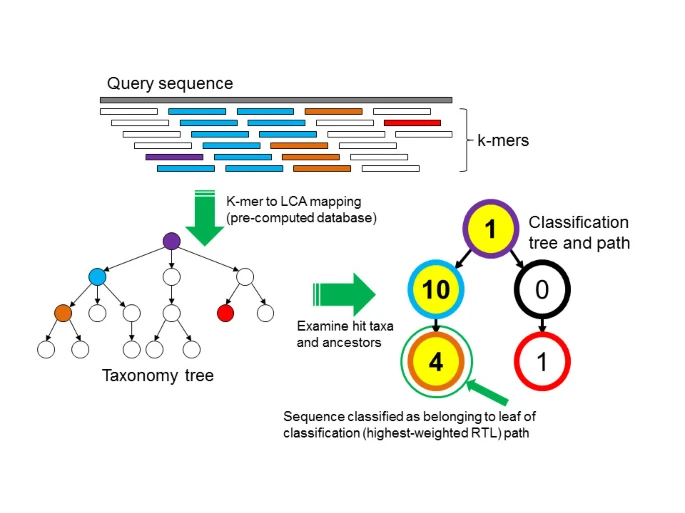 Query sequence
k-mers
K-mer to LCA mapping
(pre-computed database)
Classification
tree and path
1
10
0
4
1
Examine hit taxa
and ancestors
Taxonomy tree
Sequence classified as belonging to leaf of
classification (highest-weighted RTL) path